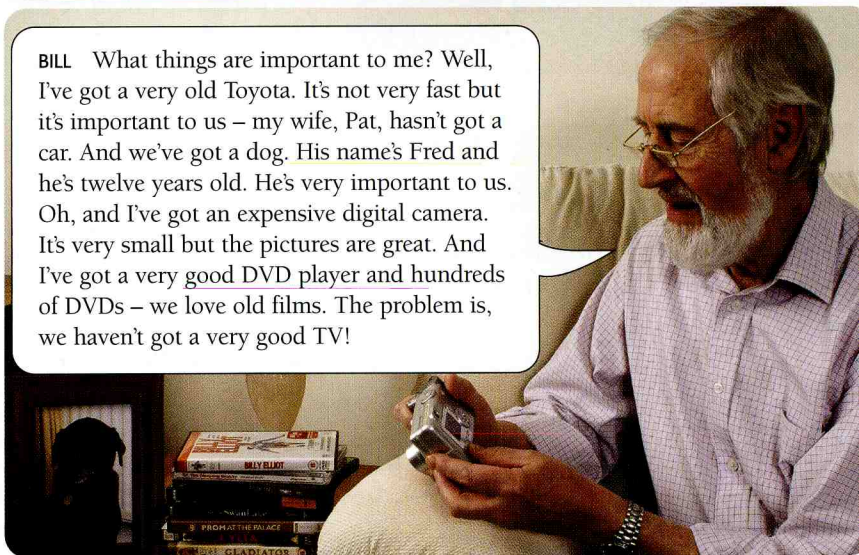 BILL What things are important to me? Well,
I've got a very old Toyota. It's not very fast but
it's important to us – my wife, Pat, hasn't got a
car. And we've got a dog. His name's Fred and
he's twelve years old. He's very important to us.
Oh, and I've got an expensive digital camera.
It's very small but the pictures are great. And
I've got a very good DVD player and hundreds
of DVDs – we love old films. The problem is,
we haven't got a very good TV!
BILLY ELLIOT
PROM AT THE PALACE
GLADIATOR